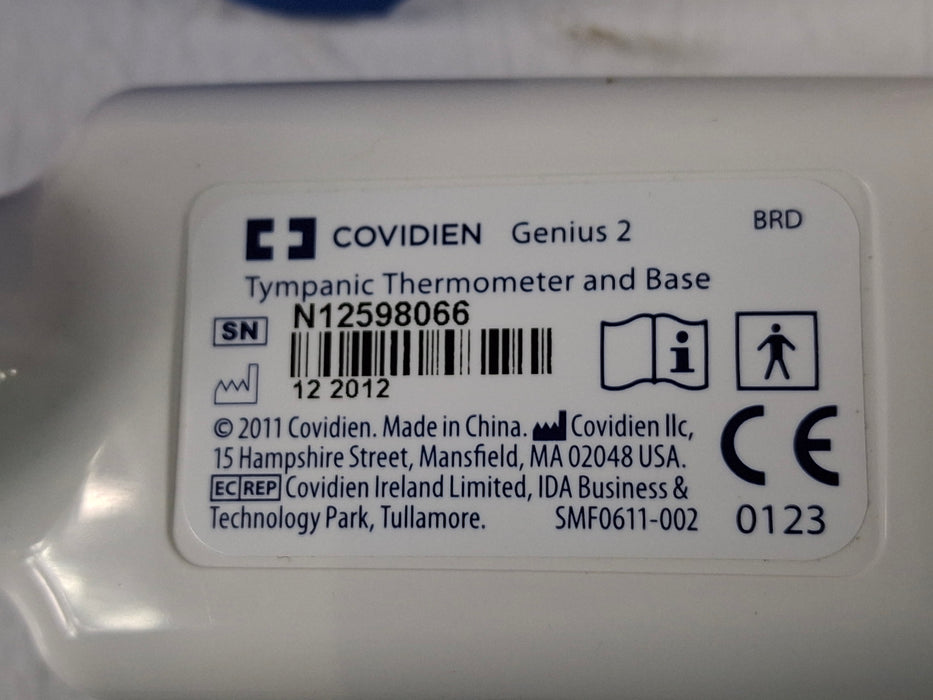 COVIDIEN Genius 2 BRD
Tympanic Thermometer and Base
SN N12598066
12 2012
© 2011 Covidien. Made in China. Covidien llc,
15 Hampshire Street, Mansfield, MA 02048 USA.
EC REP Covidien Ireland Limited, IDA Business &
Technology Park, Tullamore. SMF0611-002
CE
0123